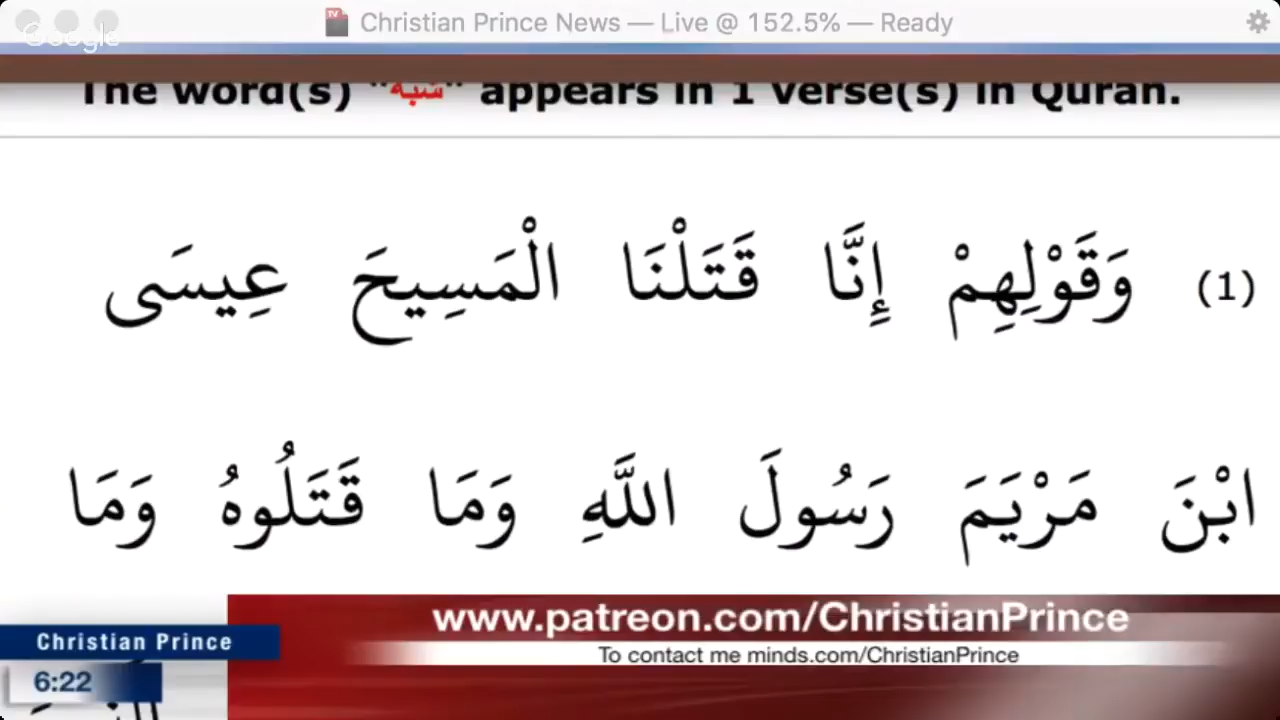 Christian Prince News — Live @ 152.5% — Ready
Google
The word(s) "شبه" appears in 1 verse(s) in Quran.
(1) وَقَوْلِهِمْ إِنَّا قَتَلْنَا الْمَسِيحَ عِيسَى
ابْنَ مَرْيَمَ رَسُولَ اللَّهِ وَمَا قَتَلُوهُ وَمَا
www.patreon.com/ChristianPrince
Christian Prince
To contact me minds.com/ChristianPrince
6:22